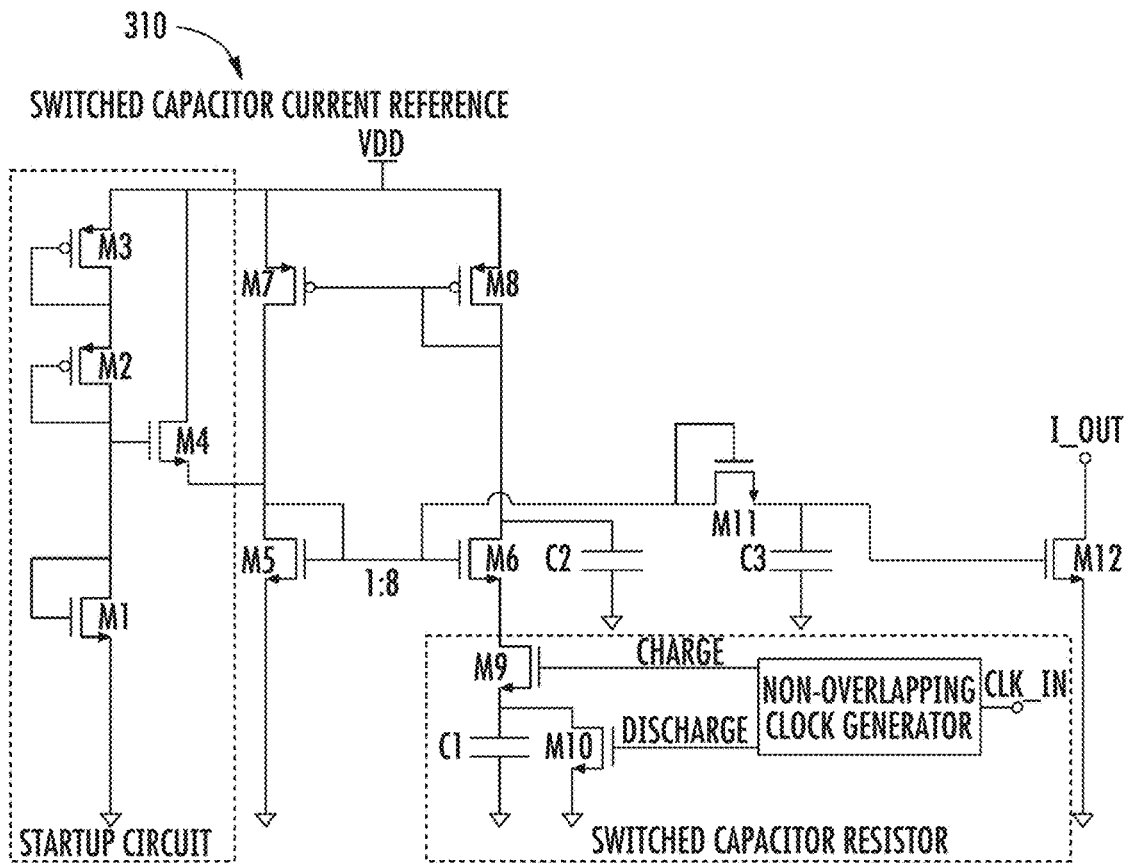 310
SWITCHED CAPACITOR CURRENT REFERENCE
VDD
M3
M7
M8
M2
M4
I_OUT
M11
M5
1:8
M6
C2
C3
M12
M1
M9
CHARGE
NON-OVERLAPPING
CLOCK GENERATOR
CLK_IN
C1
M10
DISCHARGE
STARTUP CIRCUIT
SWITCHED CAPACITOR RESISTOR